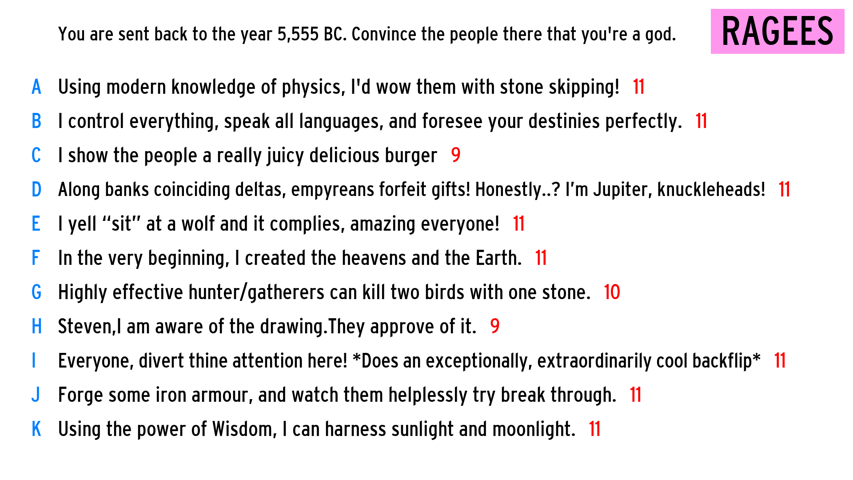 You are sent back to the year 5,555 BC. Convince the people there that you're a god.
RAGEES
A Using modern knowledge of physics, I'd wow them with stone skipping! 11
B I control everything, speak all languages, and foresee your destinies perfectly. 11
C I show the people a really juicy delicious burger 9
D Along banks coinciding deltas, empyreans forfeit gifts! Honestly..? I’m Jupiter, knuckleheads! 11
E I yell “sit” at a wolf and it complies, amazing everyone! 11
F In the very beginning, I created the heavens and the Earth. 11
G Highly effective hunter/gatherers can kill two birds with one stone. 10
H Steven,I am aware of the drawing.They approve of it. 9
I Everyone, divert thine attention here! *Does an exceptionally, extraordinarily cool backflip* 11
J Forge some iron armour, and watch them helplessly try break through. 11
K Using the power of Wisdom, I can harness sunlight and moonlight. 11